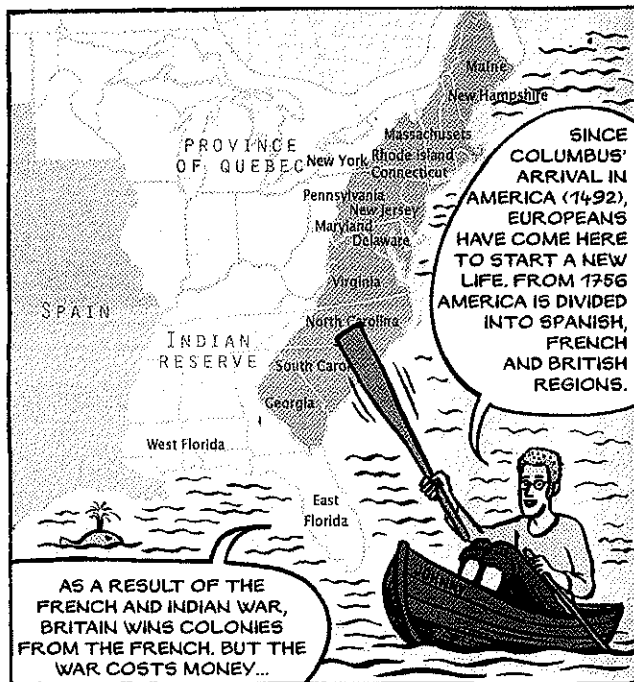 Maine
New Hampshire
Massachusets
PROVINCE
OF QUEBEC
New York
Rhode Island
Connecticut
Pennsylvania
New Jersey
Maryland
Delaware
Virginia
SPAIN
North Carolina
INDIAN
RESERVE
South Caro
Georgia
West Florida
East
Florida
SINCE
COLUMBUS'
ARRIVAL IN
AMERICA (1492),
EUROPEANS
HAVE COME HERE
TO START A NEW
LIFE. FROM 1756
AMERICA IS DIVIDED
INTO SPANISH,
FRENCH
AND BRITISH
REGIONS.
AS A RESULT OF THE
FRENCH AND INDIAN WAR,
BRITAIN WINS COLONIES
FROM THE FRENCH. BUT THE
WAR COSTS MONEY...